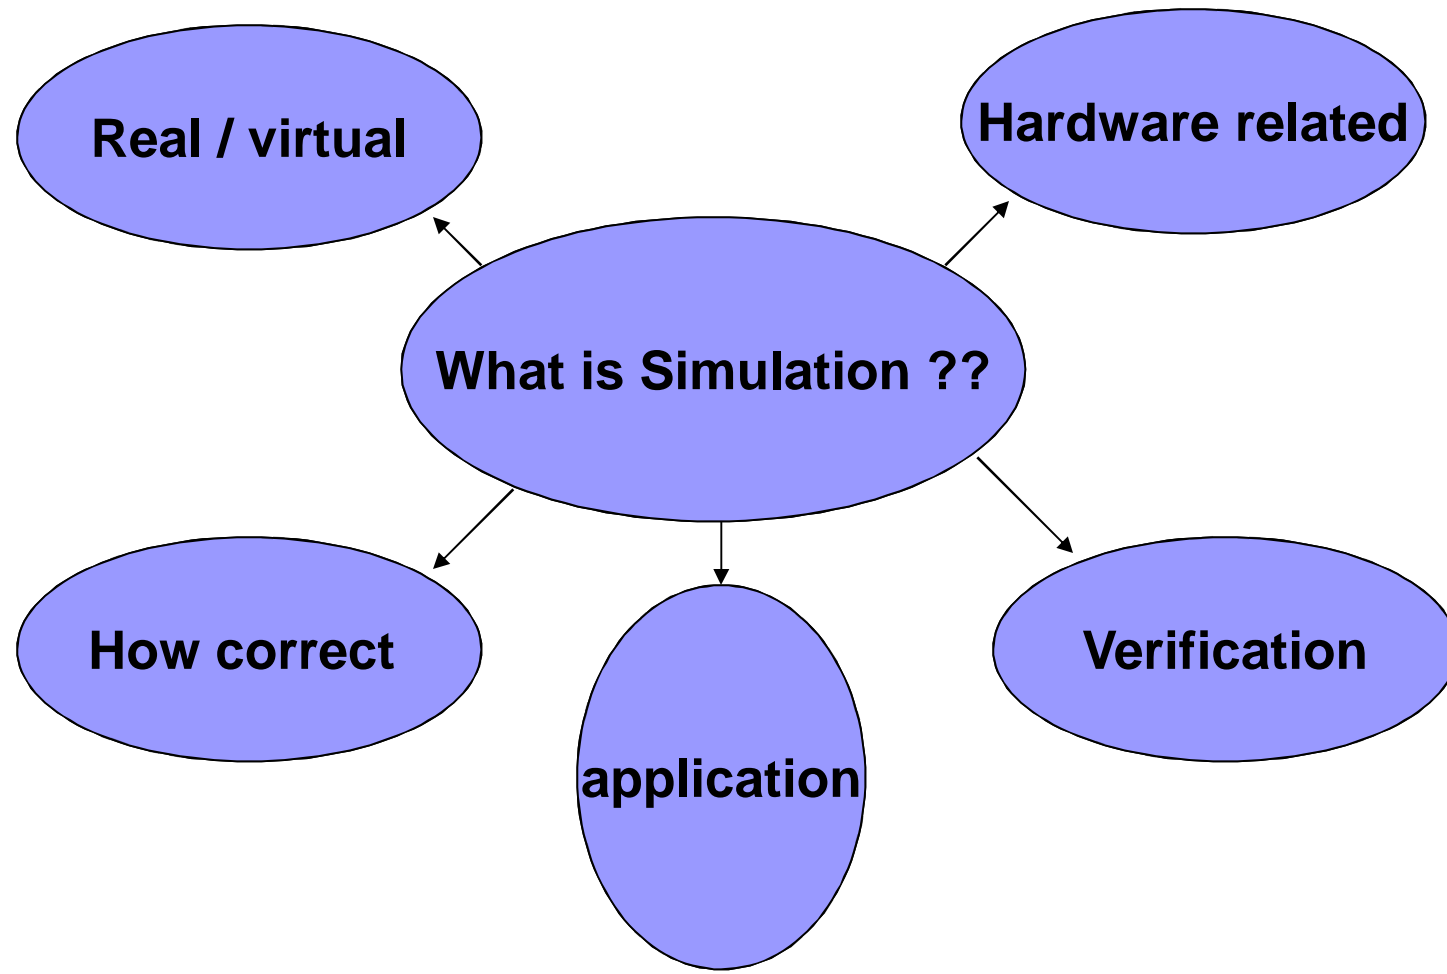 Real / virtual
Hardware related
What is Simulation ??
How correct
application
Verification